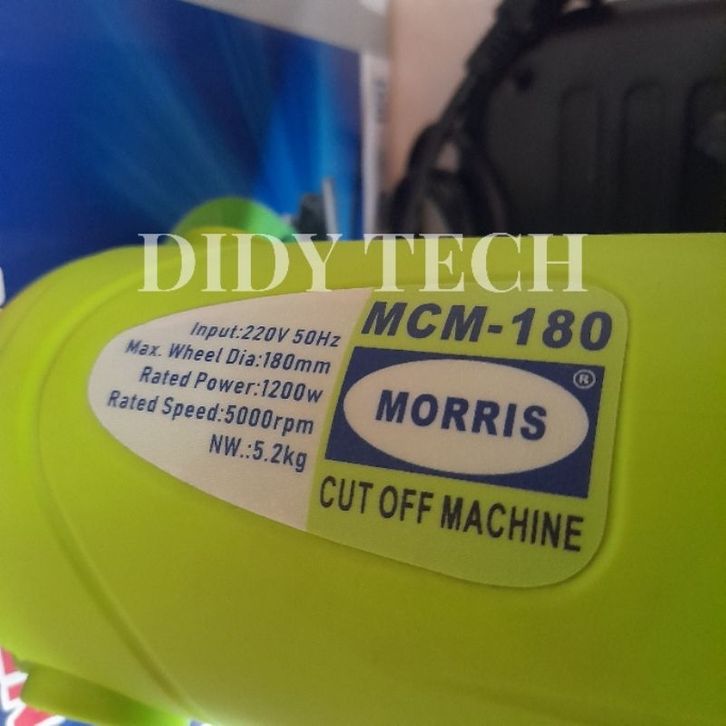 DIDY TECH
Input:220V 50Hz
Max. Wheel Dia:180mm
Rated Power:1200w
Rated Speed:5000rpm
NW.:5.2kg
MCM-180
MORRIS
®
CUT OFF MACHINE